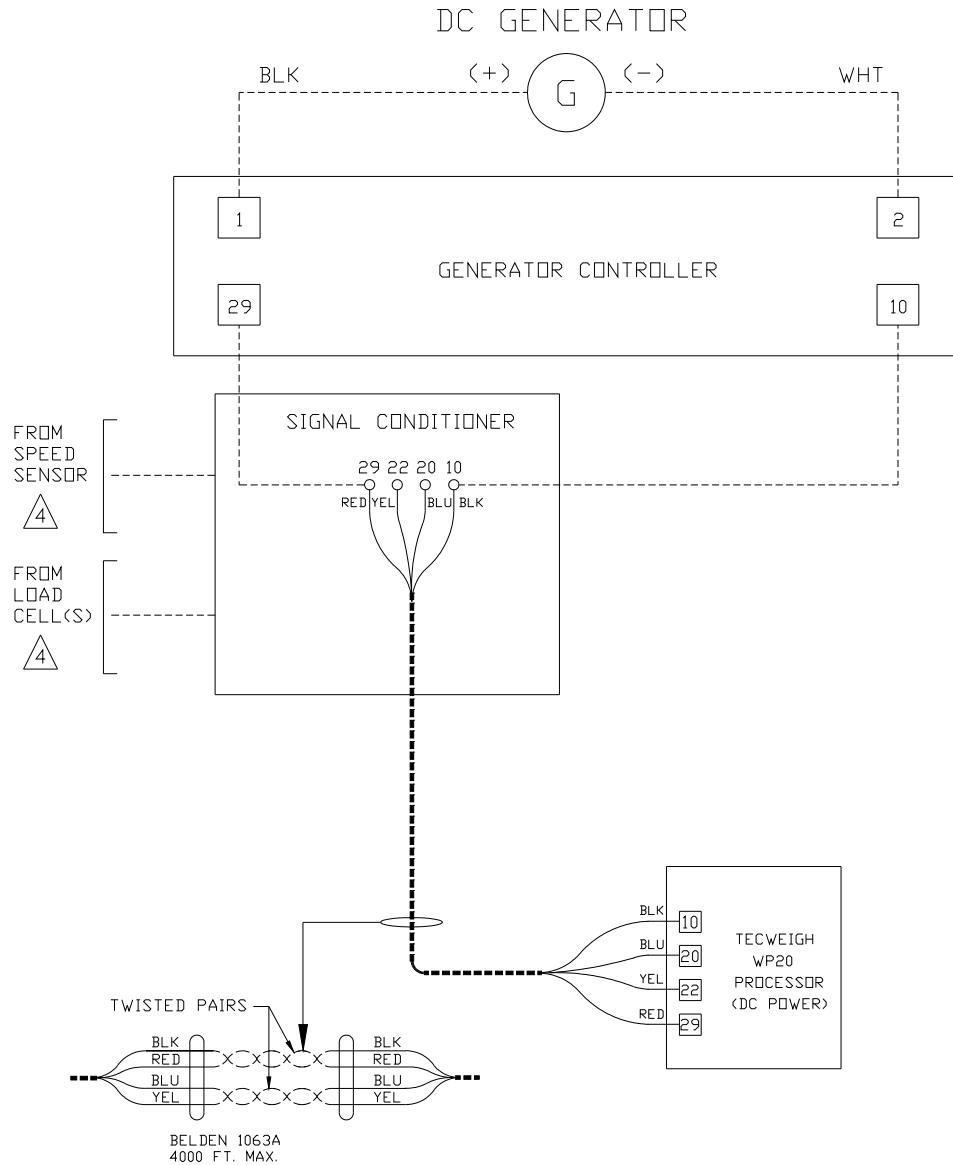 DC GENERATOR
BLK (+) G (-) WHT
1 2
GENERATOR CONTROLLER
29 10
SIGNAL CONDITIONER
29 22 20 10
RED YEL BLU BLK
FROM
SPEED
SENSOR
4
FROM
LOAD
CELL(S)
4
BLK 10
BLU 20
YEL 22
RED 29
TECWEIGH
WP20
PROCESSOR
(DC POWER)
TWISTED PAIRS
BLK BLK
RED RED
BLU BLU
YEL YEL
BELDEN 1063A
4000 FT. MAX.